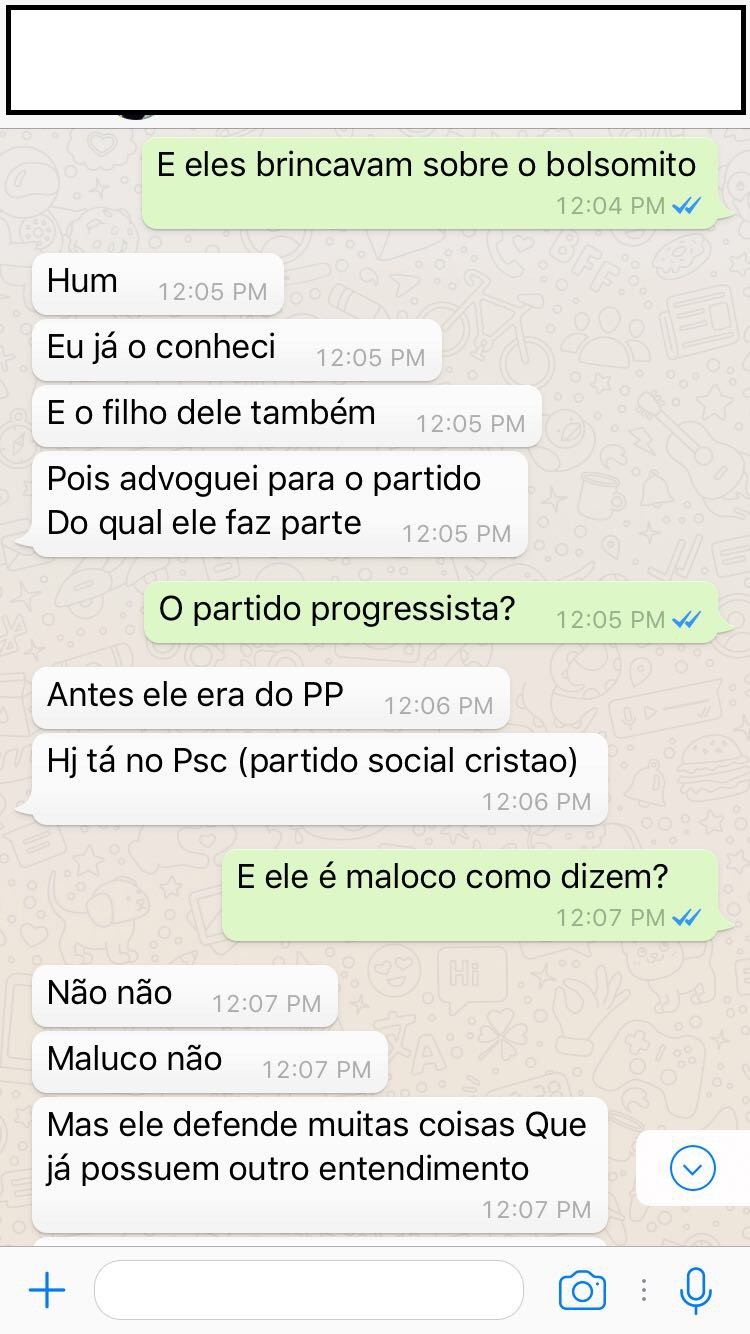 E eles brincavam sobre o bolsomito
12:04 PM
Hum 12:05 PM
Eu já o conheci 12:05 PM
E o filho dele também 12:05 PM
Pois advoguei para o partido
Do qual ele faz parte 12:05 PM
O partido progressista? 12:05 PM
Antes ele era do PP 12:06 PM
Hj tá no Psc (partido social cristao)
12:06 PM
E ele é maloco como dizem?
12:07 PM
Não não 12:07 PM
Maluco não 12:07 PM
Mas ele defende muitas coisas Que
já possuem outro entendimento
12:07 PM